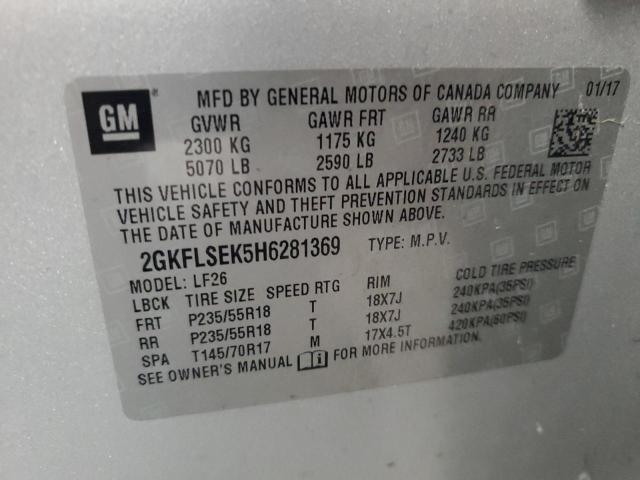 GM MFD BY GENERAL MOTORS OF CANADA COMPANY 01/17
GVWR GAWR FRT GAWR RR
2300 KG 1175 KG 1240 KG
5070 LB 2590 LB 2733 LB
THIS VEHICLE CONFORMS TO ALL APPLICABLE U.S. FEDERAL MOTOR
VEHICLE SAFETY AND THEFT PREVENTION STANDARDS IN EFFECT ON
THE DATE OF MANUFACTURE SHOWN ABOVE.
2GKFLSEK5H6281369 TYPE: M.P.V.
MODEL: LF26
LBCK TIRE SIZE SPEED RTG RIM COLD TIRE PRESSURE
FRT P235/55R18 T 18X7J 240KPA(35PSI)
RR P235/55R18 T 18X7J 240KPA(35PSI)
SPA T145/70R17 M 17X4.5T 420KPA(60PSI)
SEE OWNER'S MANUAL FOR MORE INFORMATION.